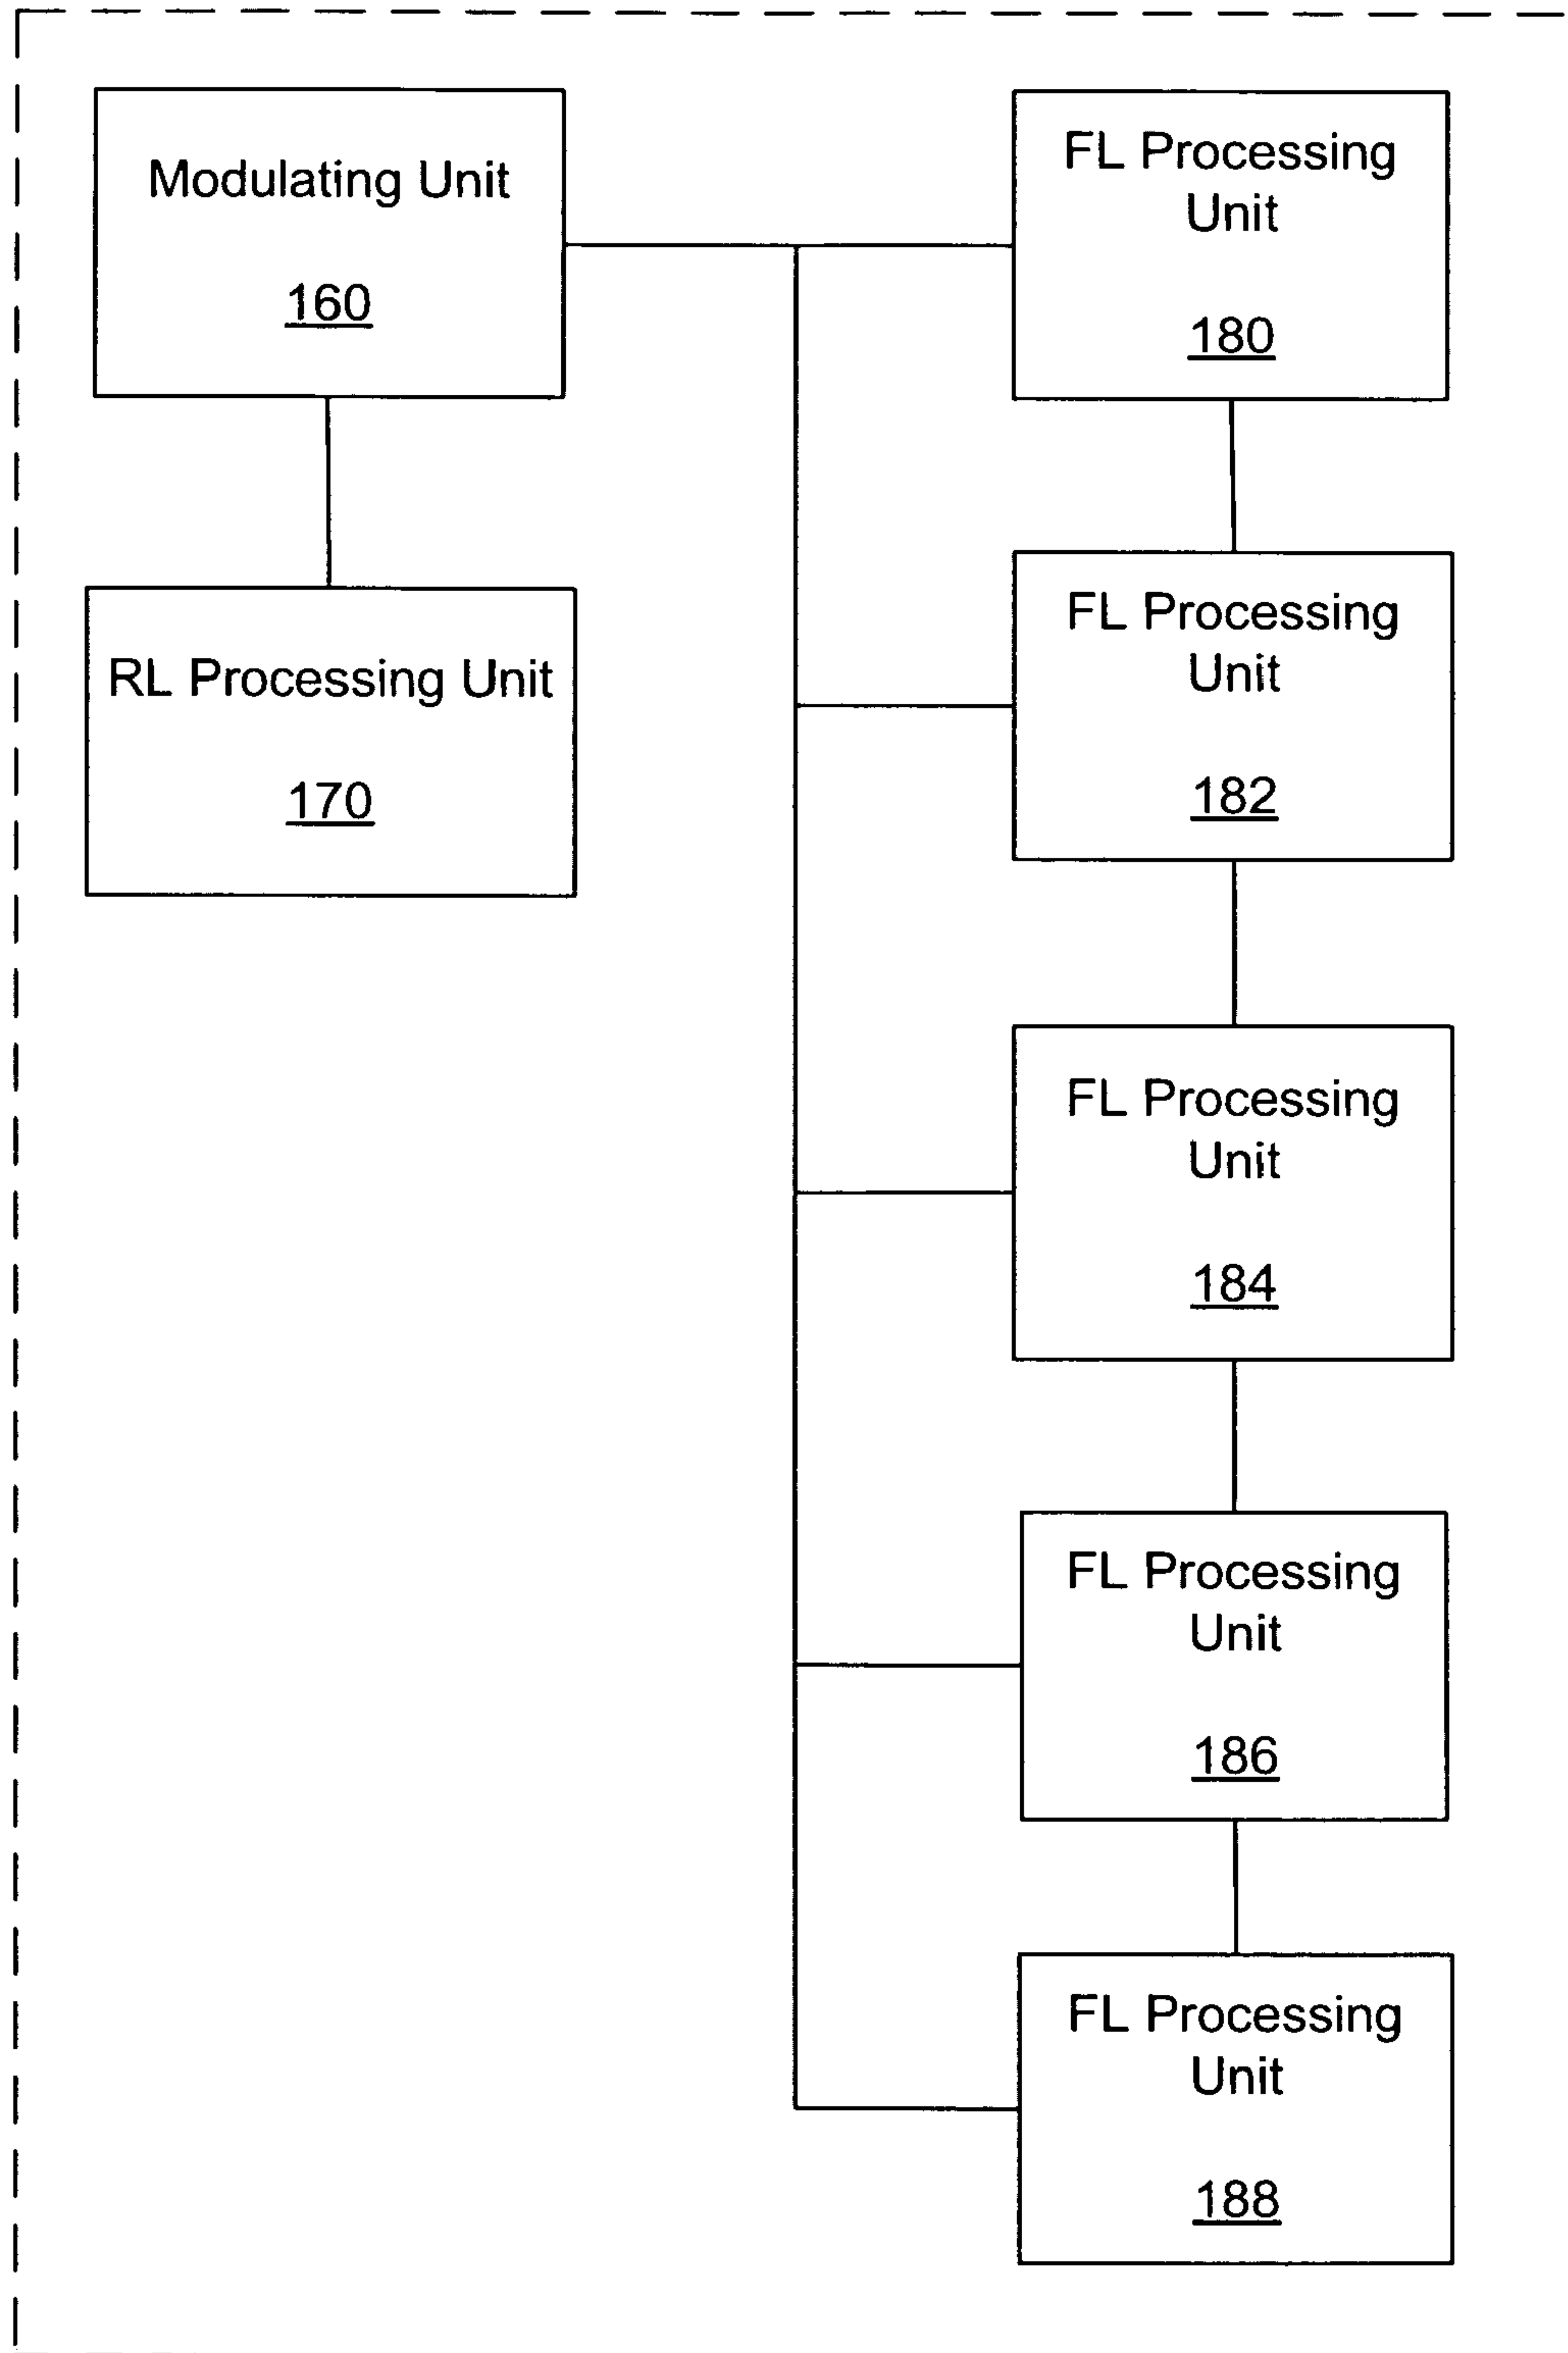 Modulating Unit
160
RL Processing Unit
170
FL Processing
Unit
180
FL Processing
Unit
182
FL Processing
Unit
184
FL Processing
Unit
186
FL Processing
Unit
188